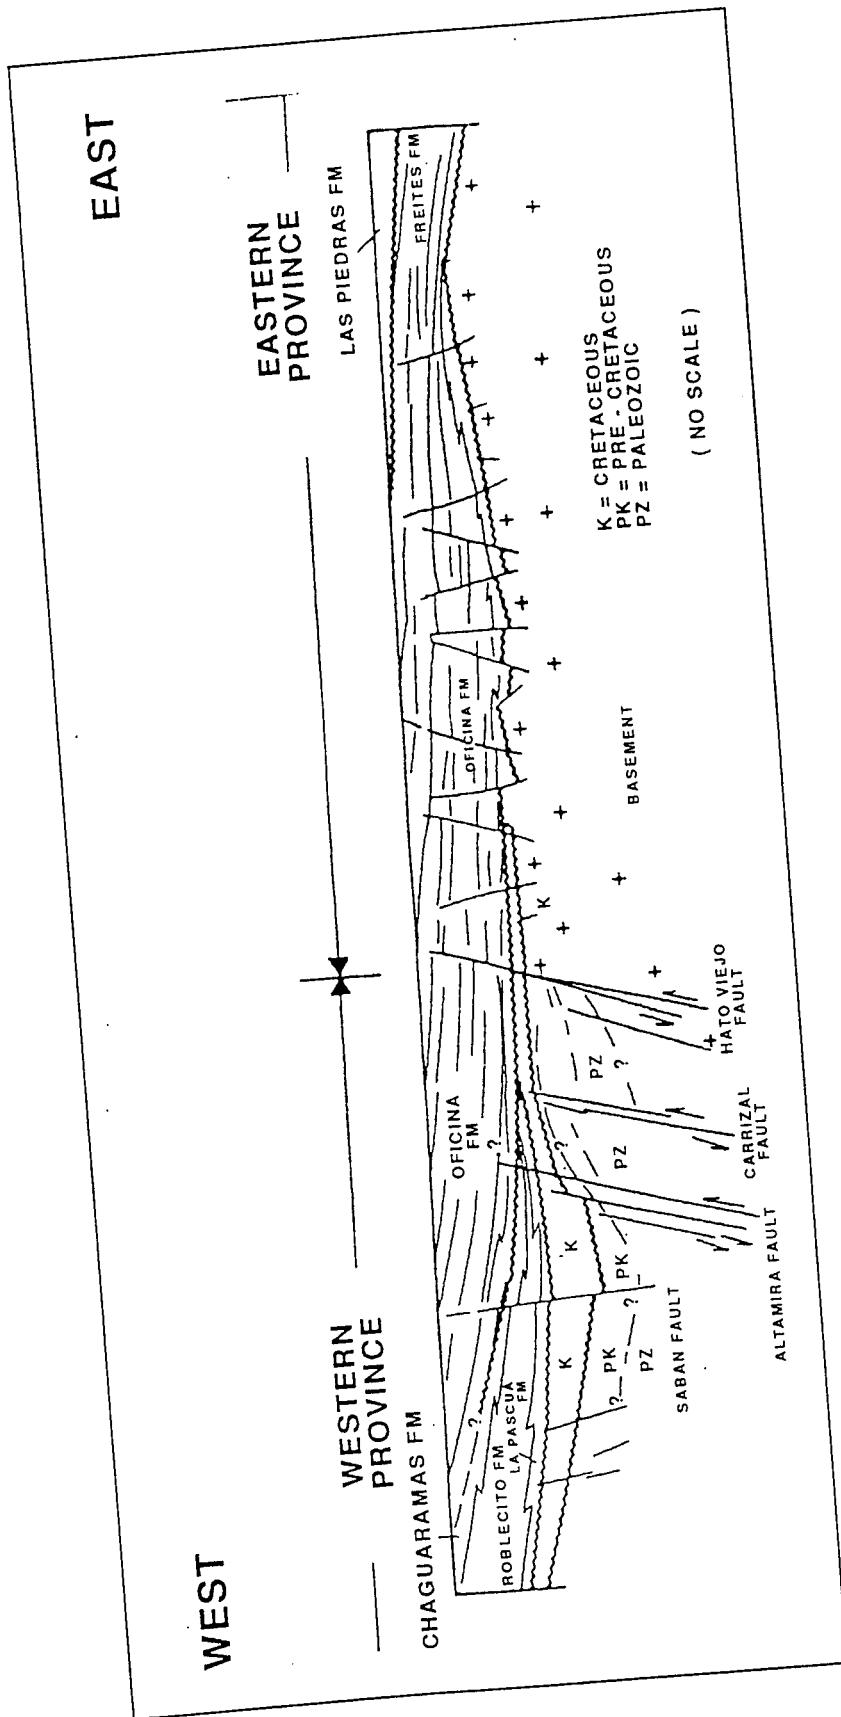 WEST
EAST
WESTERN
PROVINCE
EASTERN
PROVINCE
CHAGUARAMAS FM
LAS PIEDRAS FM
ROBLECITO FM
LA PASCUA
FM
OFICINA
FM
OFICINA FM
FREITES FM
?
?
?
?
?
?
K
K
K
PK
PK
PZ
PZ
PZ
BASEMENT
SABAN FAULT
ALTAMIRA FAULT
CARRIZAL
FAULT
HATO VIEJO
FAULT
K = CRETACEOUS
PK = PRE - CRETACEOUS
PZ = PALEOZOIC
( NO SCALE )